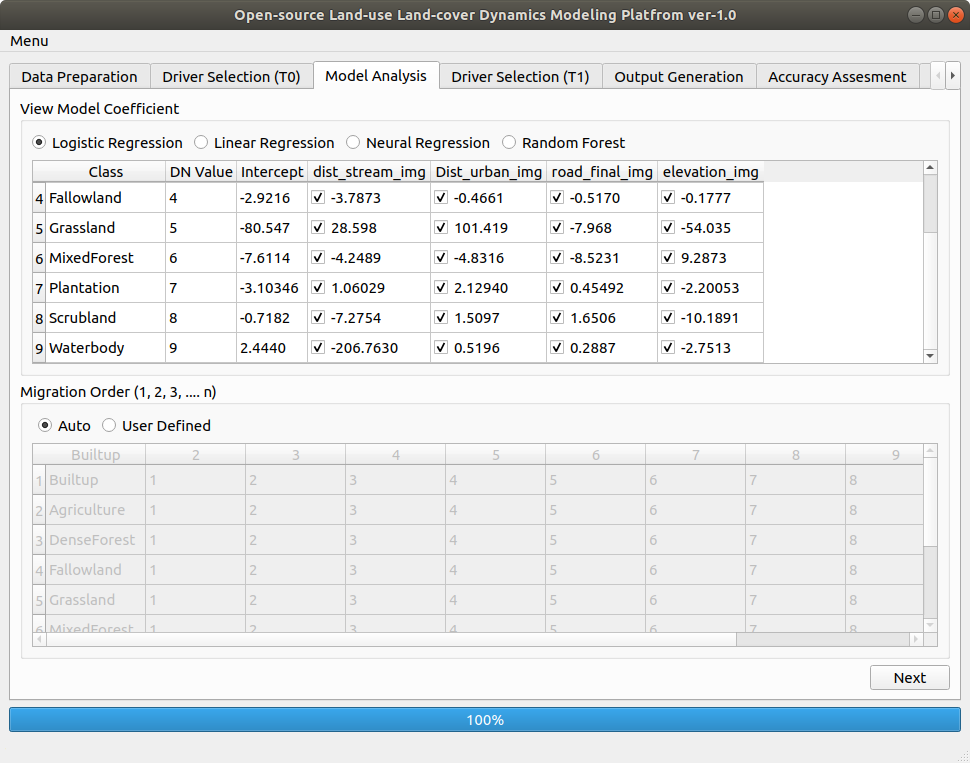 Open-source Land-use Land-cover Dynamics Modeling Platfrom ver-1.0
Menu
Data Preparation Driver Selection (T0) Model Analysis Driver Selection (T1) Output Generation Accuracy Assesment
View Model Coefficient
Logistic Regression Linear Regression Neural Regression Random Forest
Class DN Value Intercept dist_stream_img Dist_urban_img road_final_img elevation_img
4 Fallowland 4 -2.9216 -3.7873 -0.4661 -0.5170 -0.1777
5 Grassland 5 -80.547 28.598 101.419 -7.968 -54.035
6 MixedForest 6 -7.6114 -4.2489 -4.8316 -8.5231 9.2873
7 Plantation 7 -3.10346 1.06029 2.12940 0.45492 -2.20053
8 Scrubland 8 -0.7182 -7.2754 1.5097 1.6506 -10.1891
9 Waterbody 9 2.4440 -206.7630 0.5196 0.2887 -2.7513
Migration Order (1, 2, 3, .... n)
Auto User Defined
Builtup 2 3 4 5 6 7 8 9
1 Builtup 1 2 3 4 5 6 7 8
2 Agriculture 1 2 3 4 5 6 7 8
3 DenseForest 1 2 3 4 5 6 7 8
4 Fallowland 1 2 3 4 5 6 7 8
5 Grassland 1 2 3 4 5 6 7 8
6 MixedForest 1 2 3 4 5 6 7 8
Next
100%